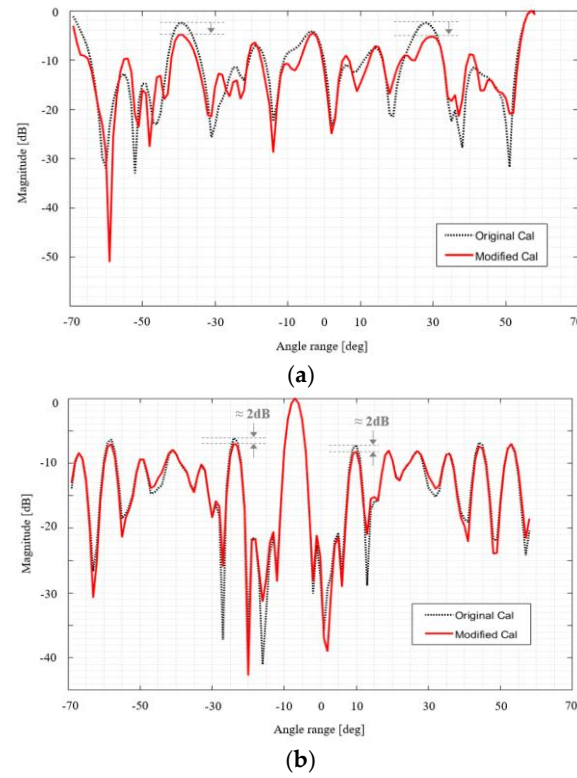 0
-10
-20
-30
-40
-50
Magnitude [dB]
Original Cal
Modified Cal
-70 -50 -30 -10 0 10 30 50 70
Angle range [deg]
(a)
≈ 2dB ≈ 2dB
0
-10
-20
-30
-40
Magnitude [dB]
Original Cal
Modified Cal
-70 -50 -30 -10 0 10 30 50 70
Angle range [deg]
(b)